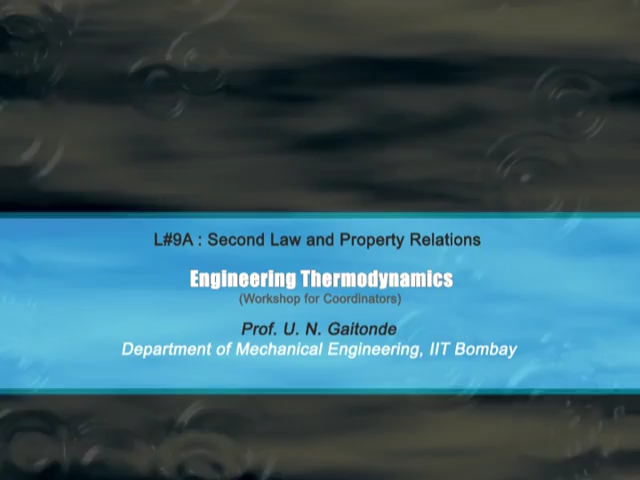 L#9A : Second Law and Property Relations
Engineering Thermodynamics
(Workshop for Coordinators)
Prof. U. N. Gaitonde
Department of Mechanical Engineering, IIT Bombay